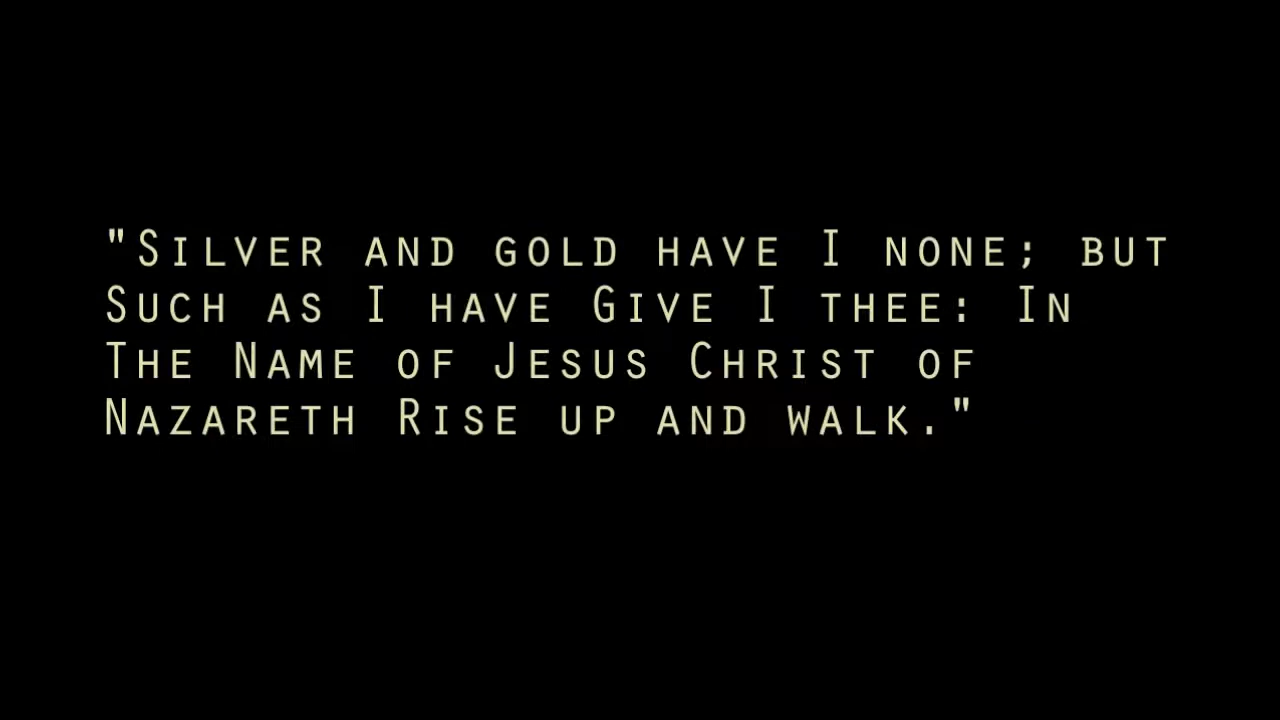 "Silver and gold have I none; but
Such as I have Give I thee: In
The Name of Jesus Christ of
Nazareth Rise up and walk."